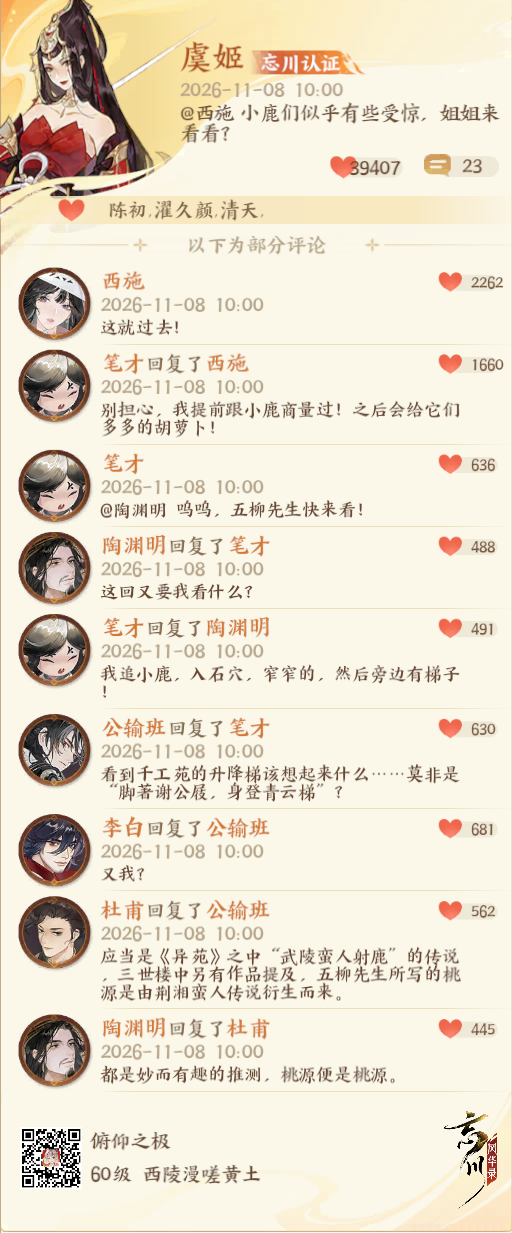 虞姬 忘川认证
2026-11-08 10:00
@西施 小鹿们似乎有些受惊，姐姐来
看看？
39407 23
陈初,濯久颜,清天,
以下为部分评论
西施 2262
2026-11-08 10:00
这就过去！
笔才回复了西施 1660
2026-11-08 10:00
别担心，我提前跟小鹿商量过！之后会给它们
多多的胡萝卜！
笔才 636
2026-11-08 10:00
@陶渊明 呜呜，五柳先生快来看！
陶渊明回复了笔才 488
2026-11-08 10:00
这回又要我看什么？
笔才回复了陶渊明 491
2026-11-08 10:00
我追小鹿，入石穴，窄窄的，然后旁边有梯子
！
公输班回复了笔才 630
2026-11-08 10:00
看到千工苑的升降梯该想起来什么……莫非是
“脚著谢公屐，身登青云梯”？
李白回复了公输班 681
2026-11-08 10:00
又我？
杜甫回复了公输班 562
2026-11-08 10:00
应当是《异苑》之中“武陵蛮人射鹿”的传说
，三世楼中另有作品提及，五柳先生所写的桃
源是由荆湘蛮人传说衍生而来。
陶渊明回复了杜甫 445
2026-11-08 10:00
都是妙而有趣的推测，桃源便是桃源。
俯仰之极
60级 西陵漫嗟黄土
忘川
风华录